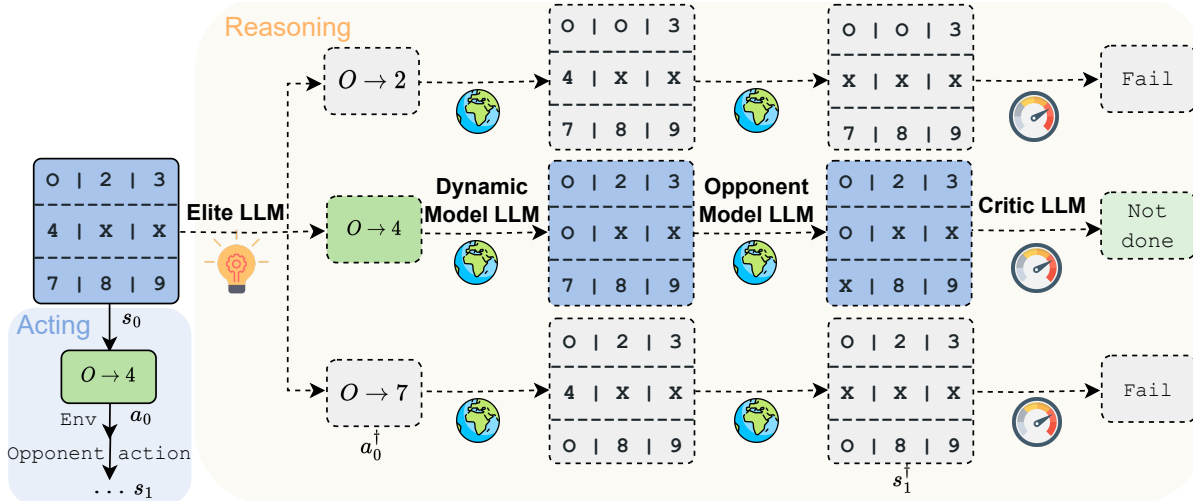 Reasoning
O | O | 3
4 | X | X
7 | 8 | 9
O | O | 3
X | X | X
7 | 8 | 9
O → 2
Fail
O | 2 | 3
4 | X | X
7 | 8 | 9
Elite LLM
O → 4
Dynamic
Model LLM
O | 2 | 3
O | X | X
7 | 8 | 9
Opponent
Model LLM
O | 2 | 3
O | X | X
X | 8 | 9
Critic LLM
Not
done
O → 7
a₀†
O | 2 | 3
4 | X | X
O | 8 | 9
O | 2 | 3
X | X | X
O | 8 | 9
s₁†
Fail
Acting
s₀
O → 4
Env
a₀
Opponent action
... s₁